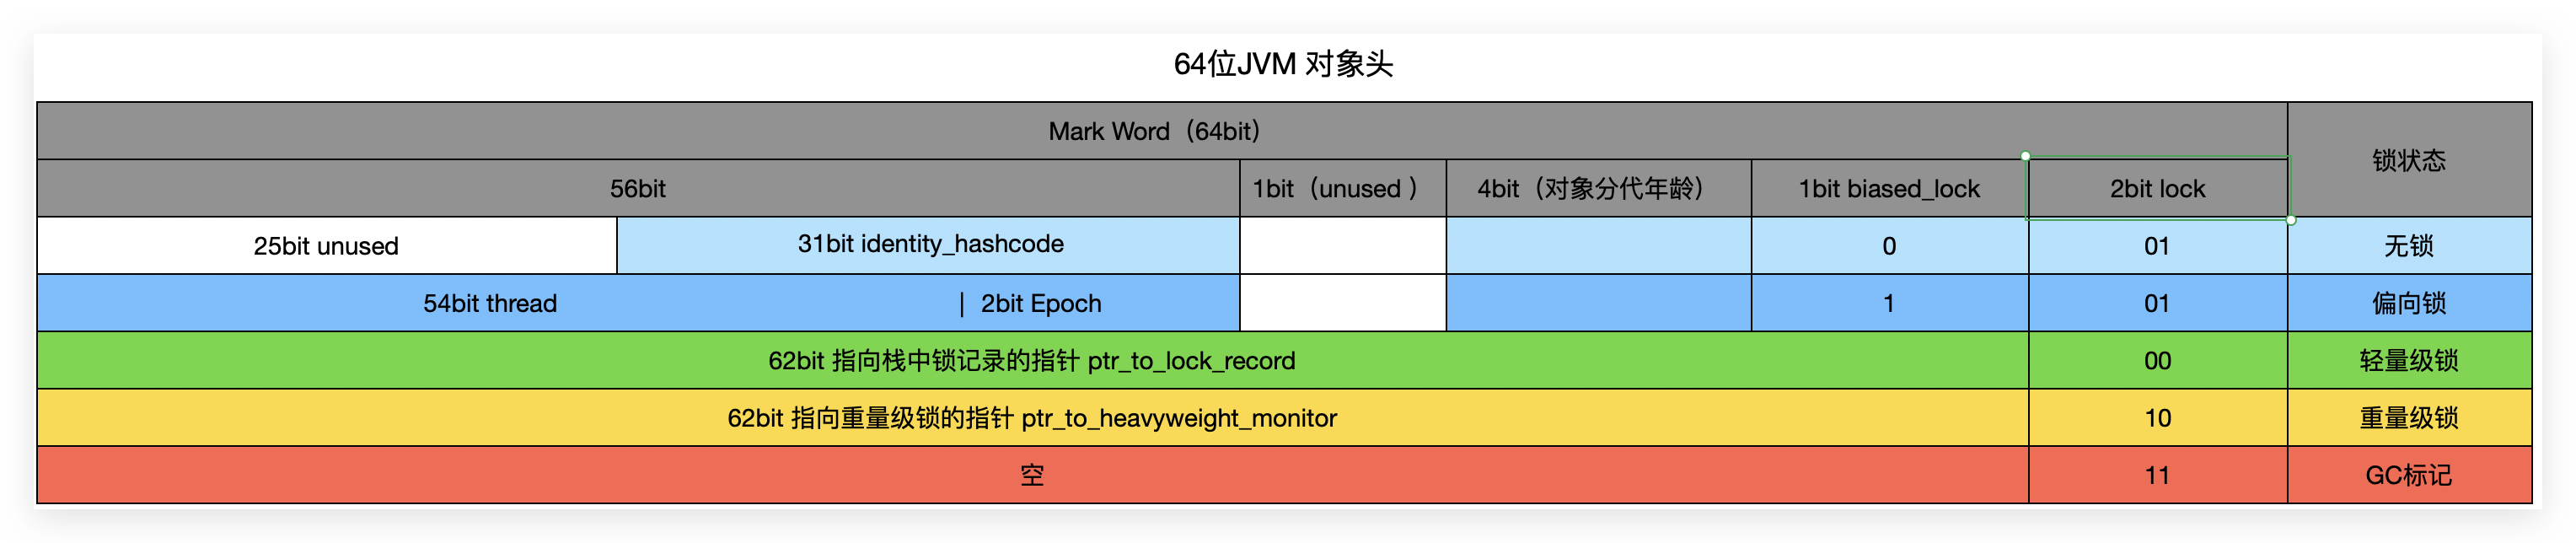 64位JVM 对象头
Mark Word（64bit）
锁状态
56bit
1bit（unused ）
4bit（对象分代年龄）
1bit biased_lock
2bit lock
25bit unused
31bit identity_hashcode
0
01
无锁
54bit thread
| 2bit Epoch
1
01
偏向锁
62bit 指向栈中锁记录的指针 ptr_to_lock_record
00
轻量级锁
62bit 指向重量级锁的指针 ptr_to_heavyweight_monitor
10
重量级锁
空
11
GC标记